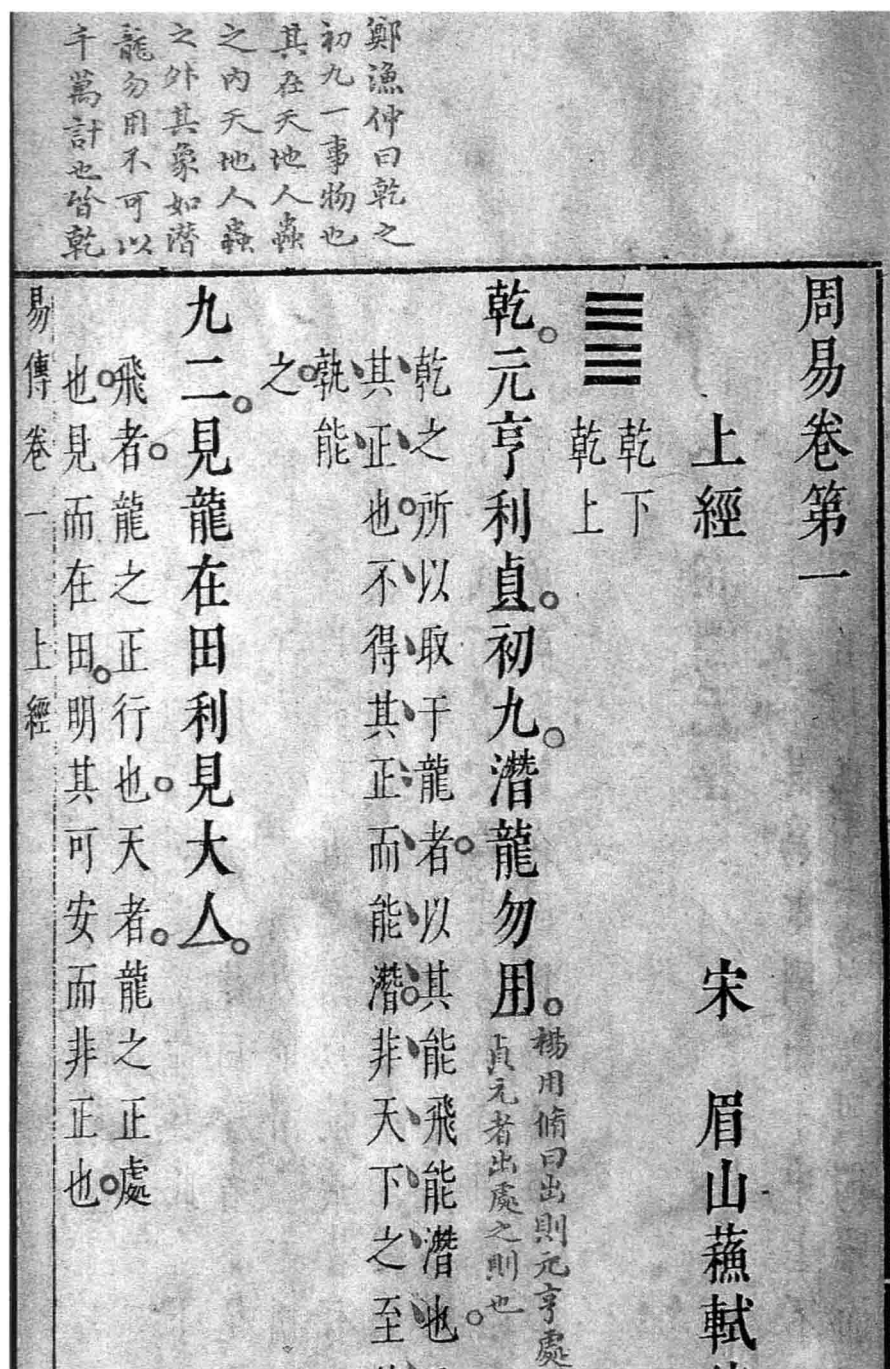 鄭漁仲曰乾之
初九一事物也
其在天地人蟲
之内天地人蟲
之外其象如潛
龍勿用不可以
千萬計也皆乾
周易卷第一
上經 宋 眉山蘓軾
乾下
乾上
乾。元亨利貞。初九。潛龍勿用。
楊用脩曰出則元亨處
貞元者出處之則也
乾之所以取于龍者。以其能飛能潛也。
其正也。不得其正而能潛。非天下之至
孰能
之。
九二。見龍在田利見大人。
飛者。龍之正行也。天者。龍之正處
也。見而在田。明其可安而非正也。
易傳卷一 上經